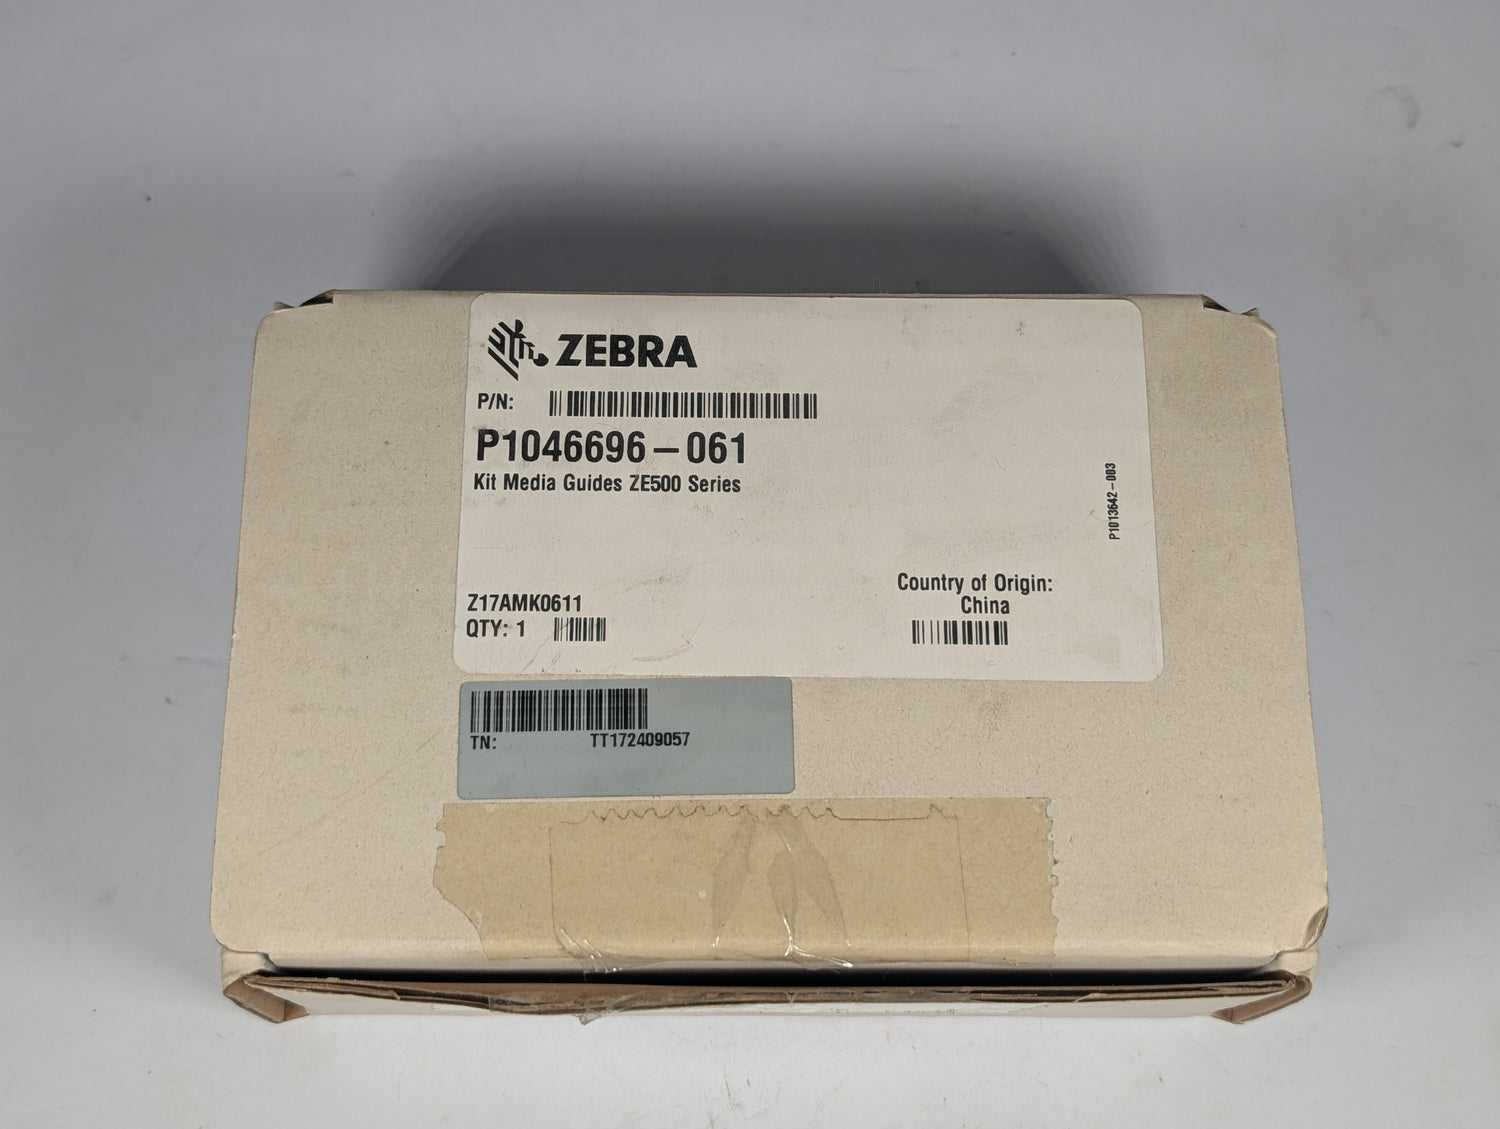 ZEBRA
P/N:
P1046696-061
Kit Media Guides ZE500 Series
P1013642-003
Country of Origin:
China
Z17AMK0611
QTY: 1
TN: TT172409057